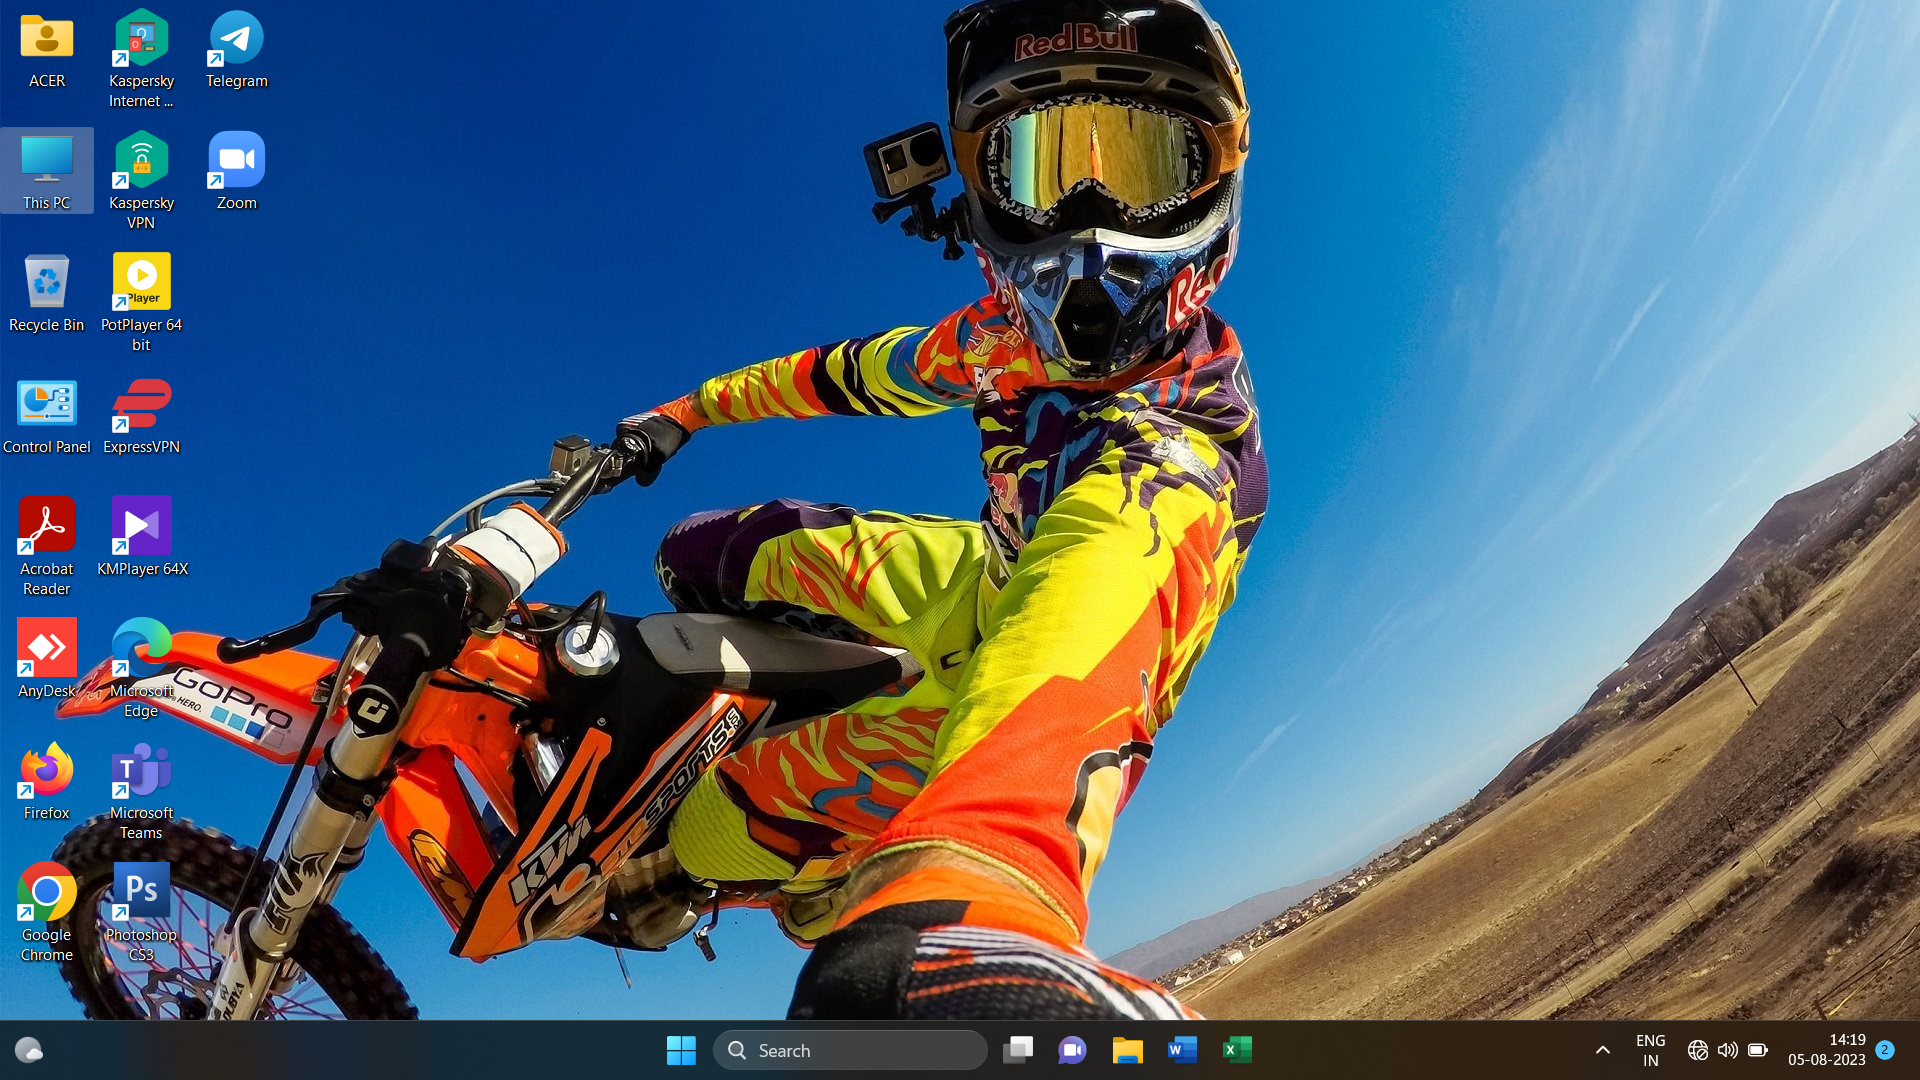 ACER
Kaspersky
Internet ...
Telegram
This PC
Kaspersky
VPN
Zoom
Recycle Bin
Player
PotPlayer 64
bit
Control Panel
ExpressVPN
Acrobat
Reader
KMPlayer 64X
AnyDesk
Microsoft
Edge
Firefox
T
Microsoft
Teams
Google
Chrome
Ps
Photoshop
CS3
Red Bull
GoPro
HERO.
KTM
Search
W
X
ENG
IN
14:19
05-08-2023
2